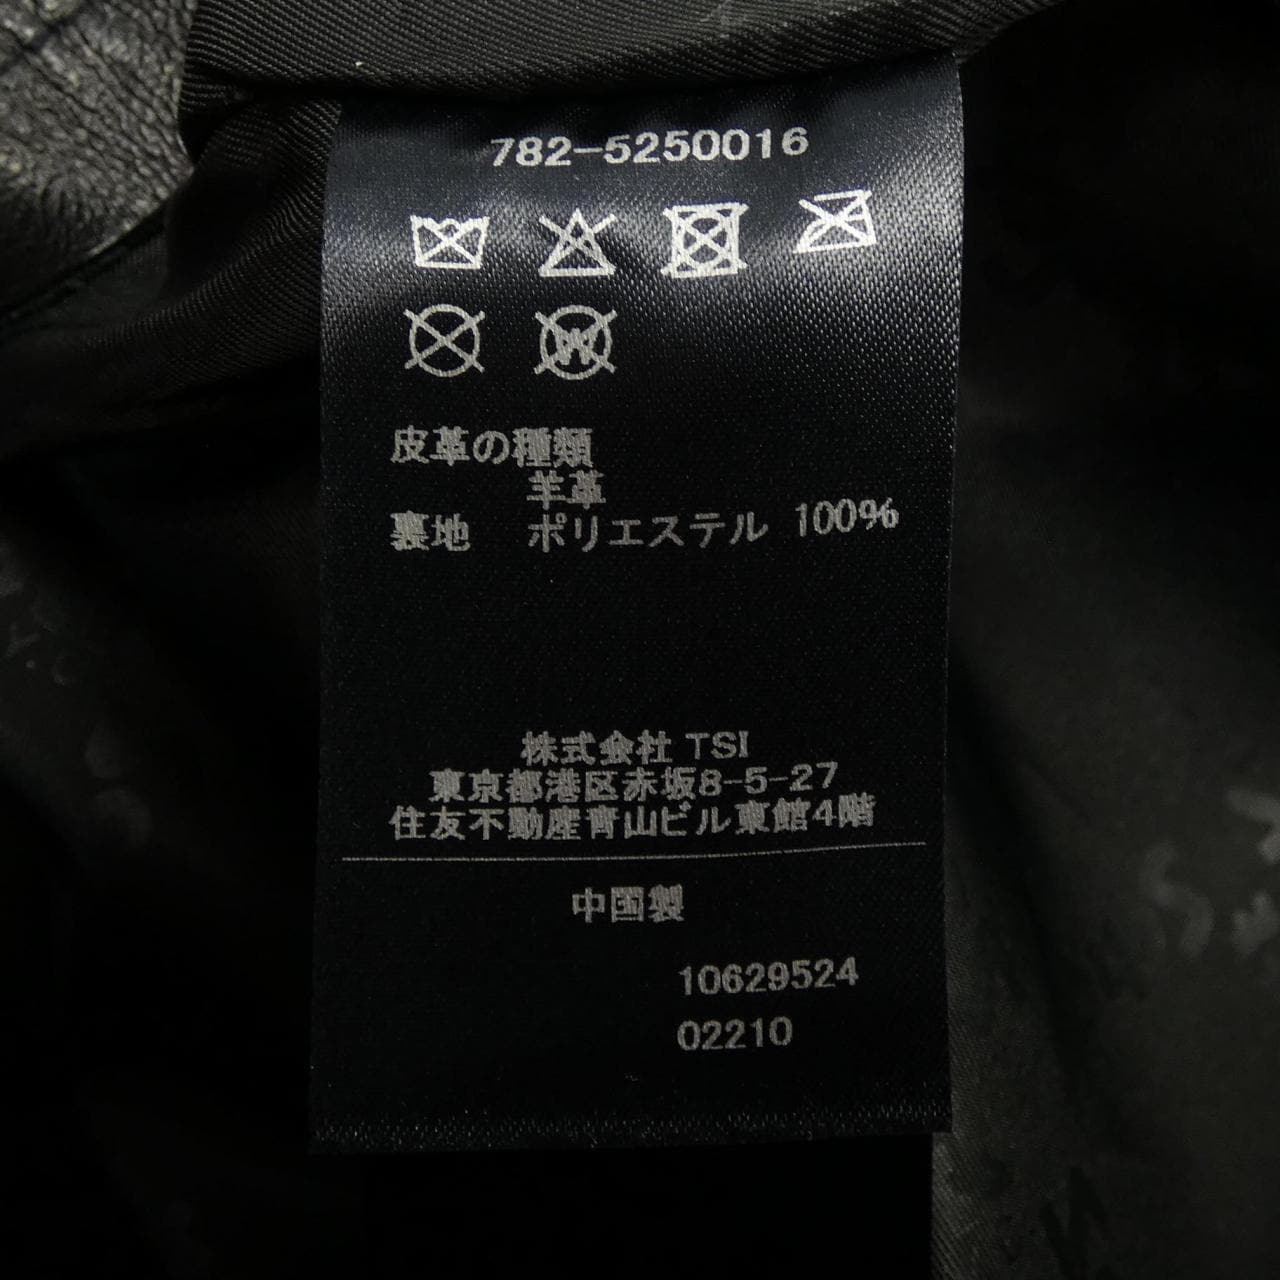 782-5250016
W
皮革の種類
羊革
裏地 ポリエステル 100%
株式会社 TSI
東京都港区赤坂8-5-27
住友不動産青山ビル東館4階
中国製
10629524
02210